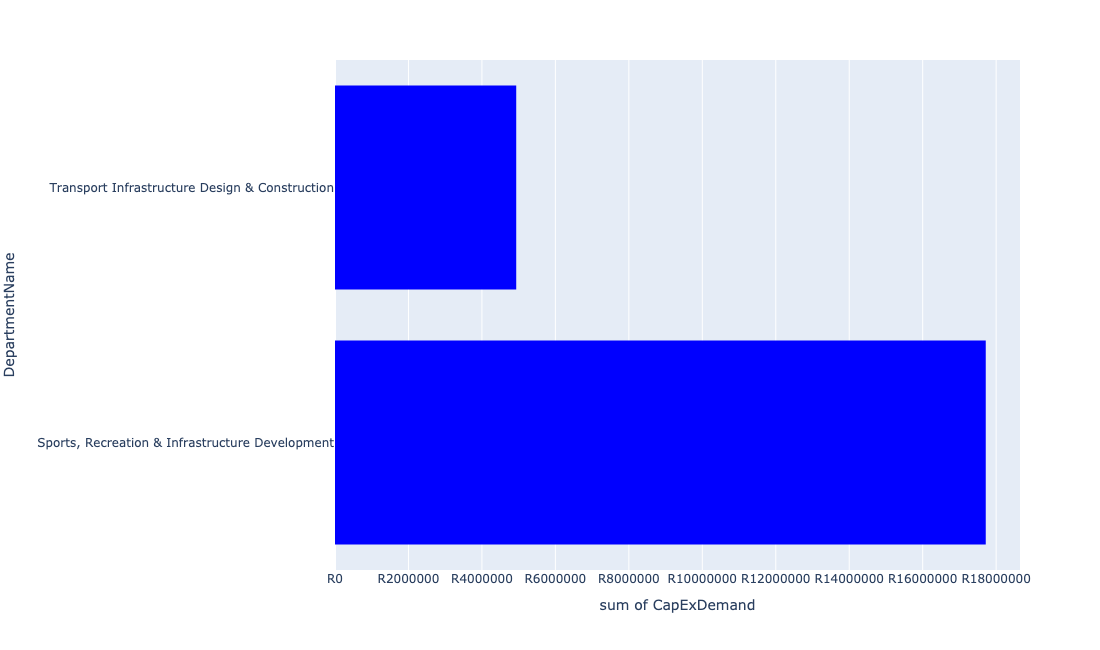 Transport Infrastructure Design & Construction
DepartmentName
Sports, Recreation & Infrastructure Development
R0 R2000000 R4000000 R6000000 R8000000 R10000000 R12000000 R14000000 R16000000 R18000000
sum of CapExDemand